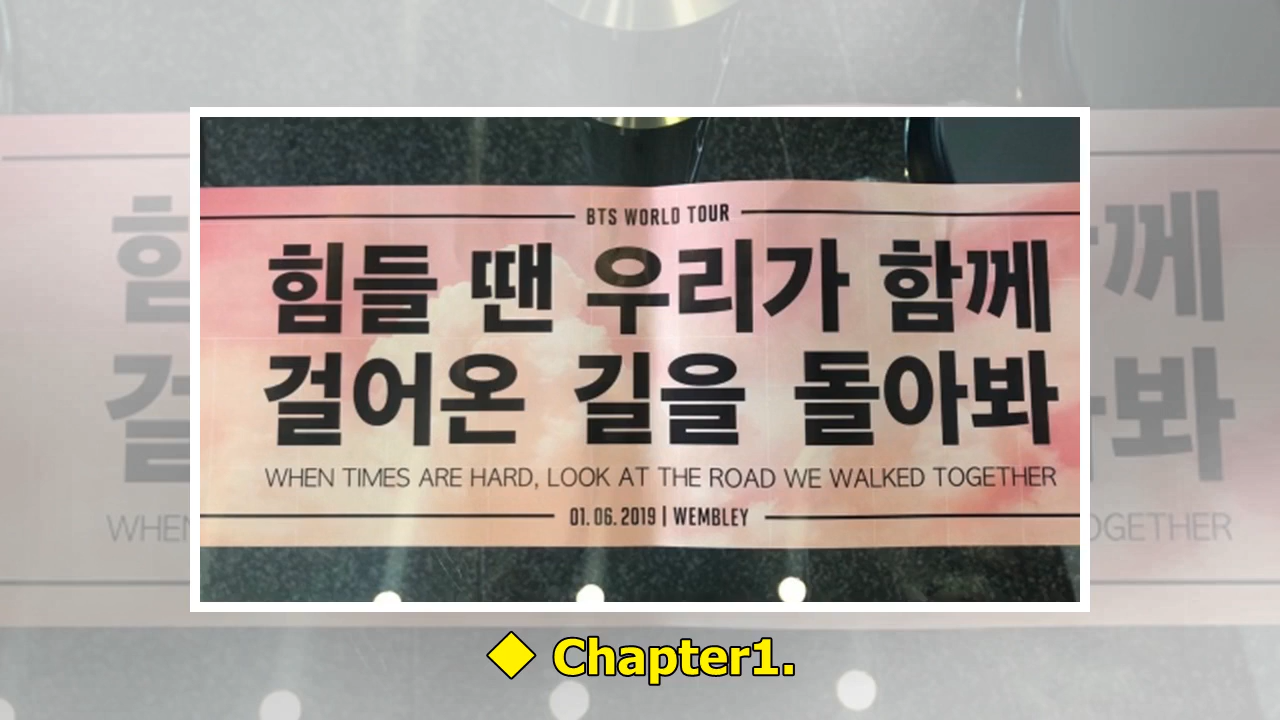 BTS WORLD TOUR
힘들 땐 우리가 함께
걸어온 길을 돌아봐
WHEN TIMES ARE HARD, LOOK AT THE ROAD WE WALKED TOGETHER
01. 06. 2019 | WEMBLEY
◆ Chapter1.